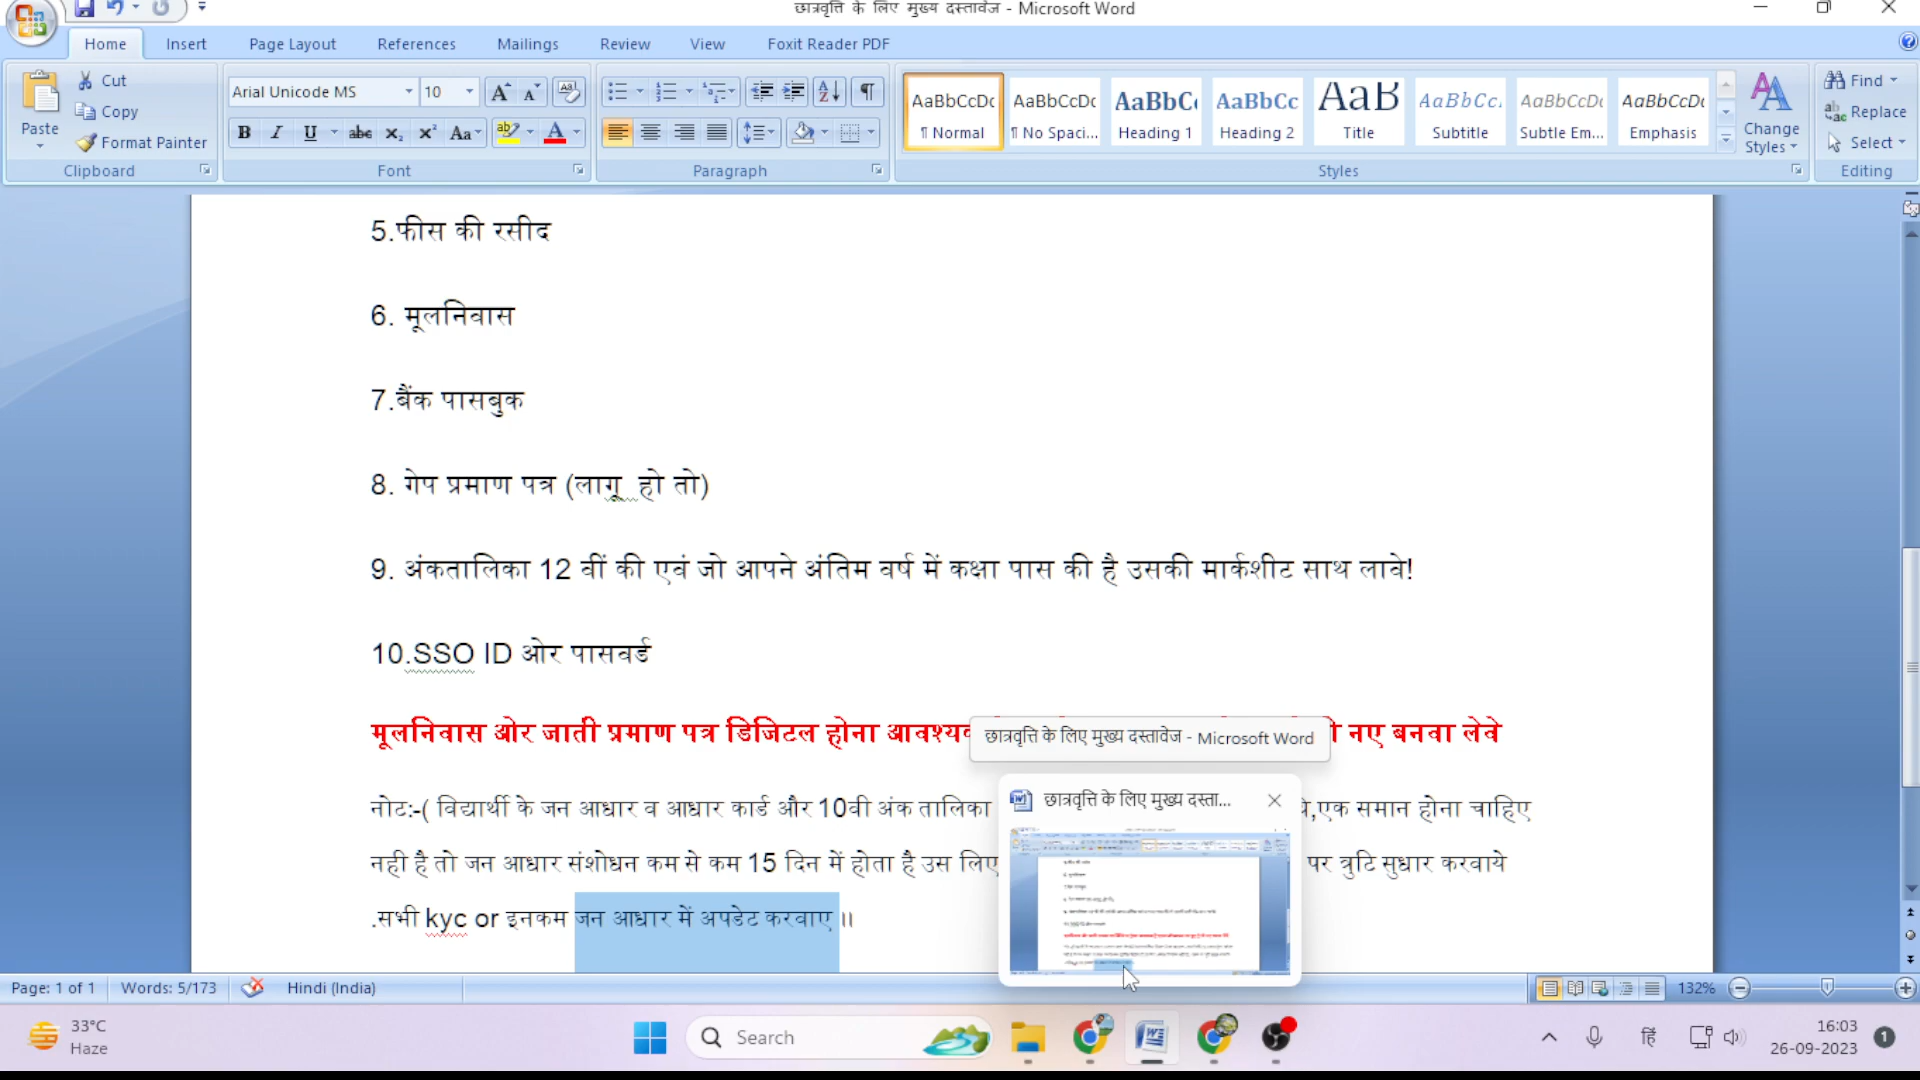 छात्रवृत्ति के लिए मुख्य दस्तावेज - Microsoft Word
Home Insert Page Layout References Mailings Review View Foxit Reader PDF
Paste
Cut
Copy
Format Painter
Clipboard
Arial Unicode MS 10
Font
Paragraph
AaBbCcDc AaBbCcDc AaBbCc AaBbCc AaB AaBbCc. AaBbCcDc AaBbCcDc
¶ Normal ¶ No Spaci... Heading 1 Heading 2 Title Subtitle Subtle Em... Emphasis
Change Styles
Styles
Find
Replace
Select
Editing
5.फीस की रसीद
6. मूलनिवास
7.बैंक पासबुक
8. गेप प्रमाण पत्र (लागू हो तो)
9. अंकतालिका 12 वीं की एवं जो आपने अंतिम वर्ष में कक्षा पास की है उसकी मार्कशीट साथ लावे!
10.SSO ID ओर पासवर्ड
मूलनिवास ओर जाती प्रमाण पत्र डिजिटल होना नए बनवा लेवे
छात्रवृत्ति के लिए मुख्य दस्तावेज - Microsoft Word
छात्रवृत्ति के लिए मुख्य दस्ता...
नोट:-( विद्यार्थी के जन आधार व आधार कार्ड और 10वी अंक तालिका ,एक समान होना चाहिए
नही है तो जन आधार संशोधन कम से कम 15 दिन में होता है उस लिए पर त्रुटि सुधार करवाये
.सभी kyc or इनकम जन आधार में अपडेट करवाए ॥
Page: 1 of 1 Words: 5/173 Hindi (India) 132%
33°C
Haze
Search
हिं
16:03
26-09-2023
1